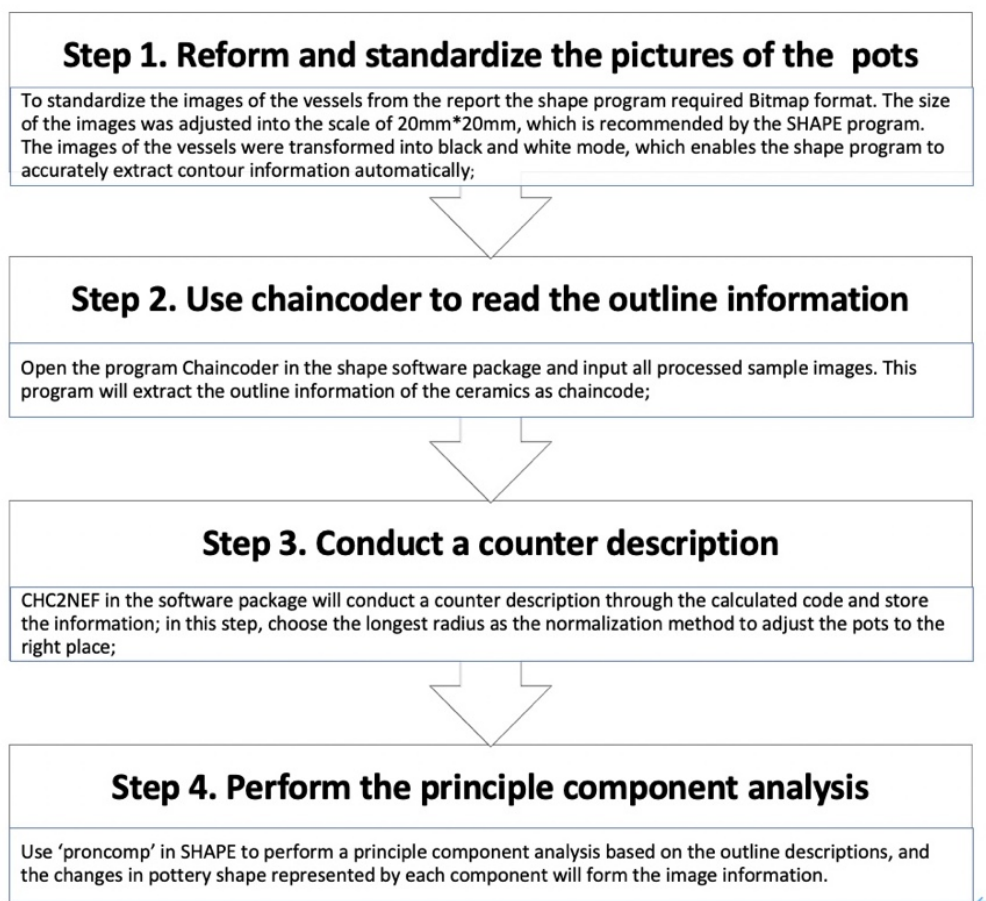 Step 1. Reform and standardize the pictures of the pots
To standardize the images of the vessels from the report the shape program required Bitmap format. The size
of the images was adjusted into the scale of 20mm*20mm, which is recommended by the SHAPE program.
The images of the vessels were transformed into black and white mode, which enables the shape program to
accurately extract contour information automatically;
Step 2. Use chaincoder to read the outline information
Open the program Chaincoder in the shape software package and input all processed sample images. This
program will extract the outline information of the ceramics as chaincode;
Step 3. Conduct a counter description
CHC2NEF in the software package will conduct a counter description through the calculated code and store
the information; in this step, choose the longest radius as the normalization method to adjust the pots to the
right place;
Step 4. Perform the principle component analysis
Use ‘proncomp’ in SHAPE to perform a principle component analysis based on the outline descriptions, and
the changes in pottery shape represented by each component will form the image information.